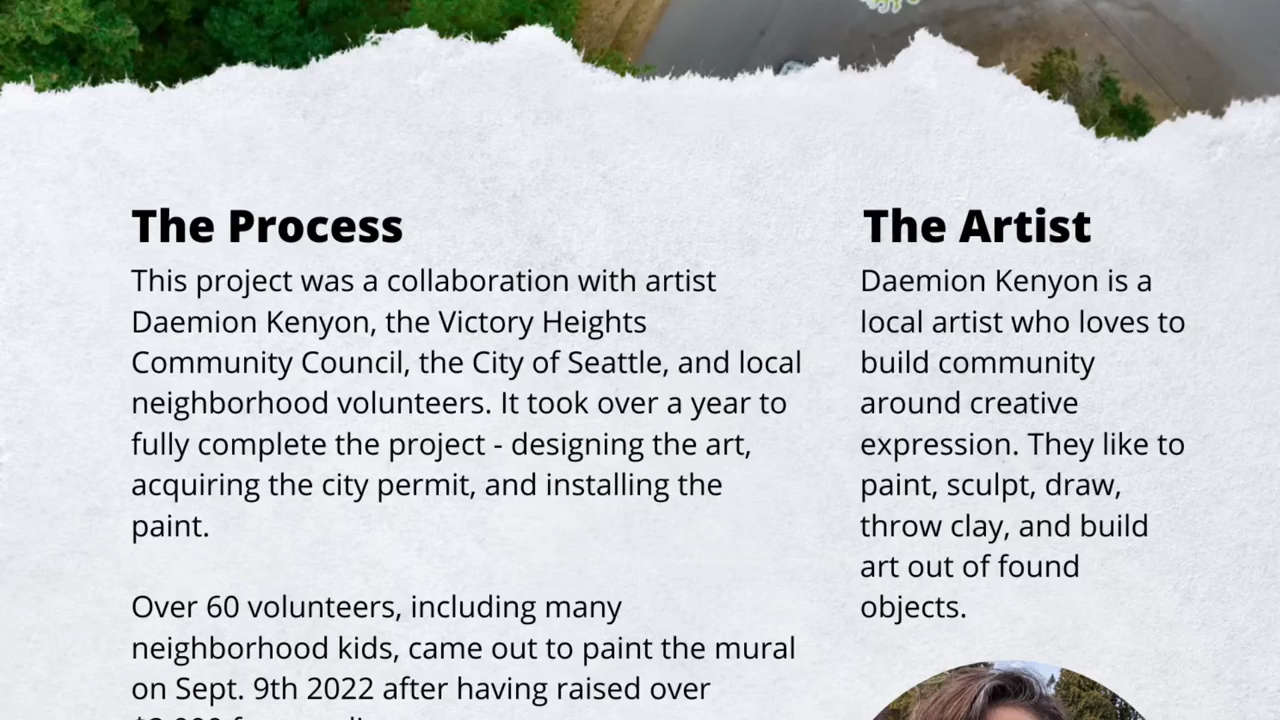 The Process
This project was a collaboration with artist
Daemion Kenyon, the Victory Heights
Community Council, the City of Seattle, and local
neighborhood volunteers. It took over a year to
fully complete the project - designing the art,
acquiring the city permit, and installing the
paint.
Over 60 volunteers, including many
neighborhood kids, came out to paint the mural
on Sept. 9th 2022 after having raised over
The Artist
Daemion Kenyon is a
local artist who loves to
build community
around creative
expression. They like to
paint, sculpt, draw,
throw clay, and build
art out of found
objects.